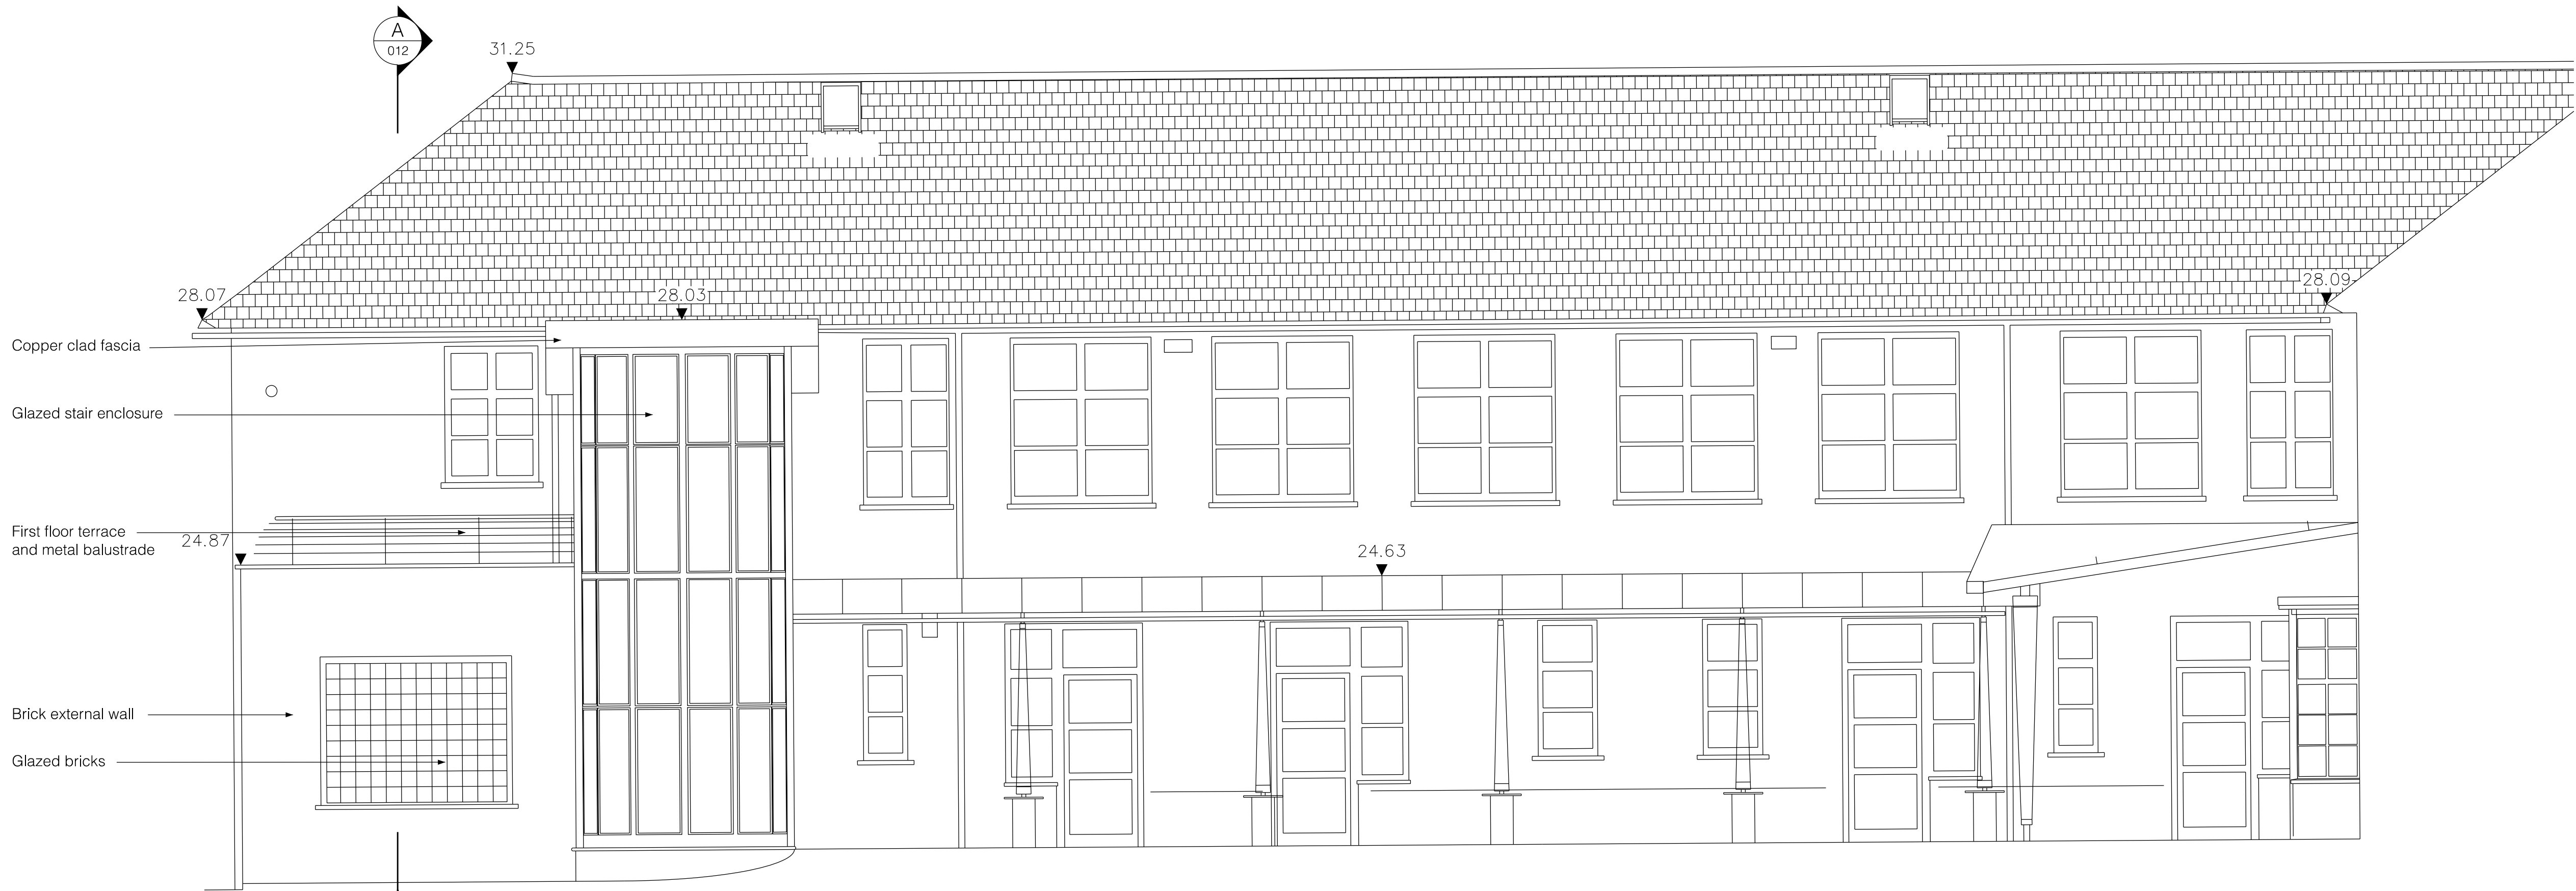 A
012
31.25
28.07
28.03
28.09
Copper clad fascia
Glazed stair enclosure
First floor terrace
and metal balustrade
24.87
24.63
Brick external wall
Glazed bricks